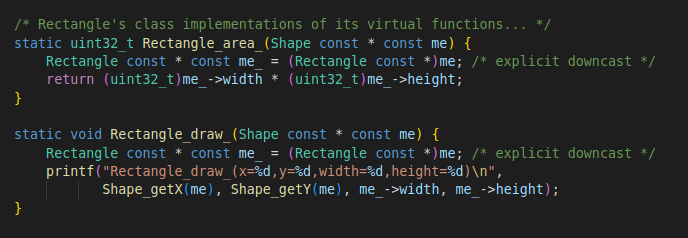 /* Rectangle's class implementations of its virtual functions... */
static uint32_t Rectangle_area_(Shape const * const me) {
    Rectangle const * const me_ = (Rectangle const *)me; /* explicit downcast */
    return (uint32_t)me_->width * (uint32_t)me_->height;
}

static void Rectangle_draw_(Shape const * const me) {
    Rectangle const * const me_ = (Rectangle const *)me; /* explicit downcast */
    printf("Rectangle_draw_(x=%d,y=%d,width=%d,height=%d)\n",
           Shape_getX(me), Shape_getY(me), me_->width, me_->height);
}